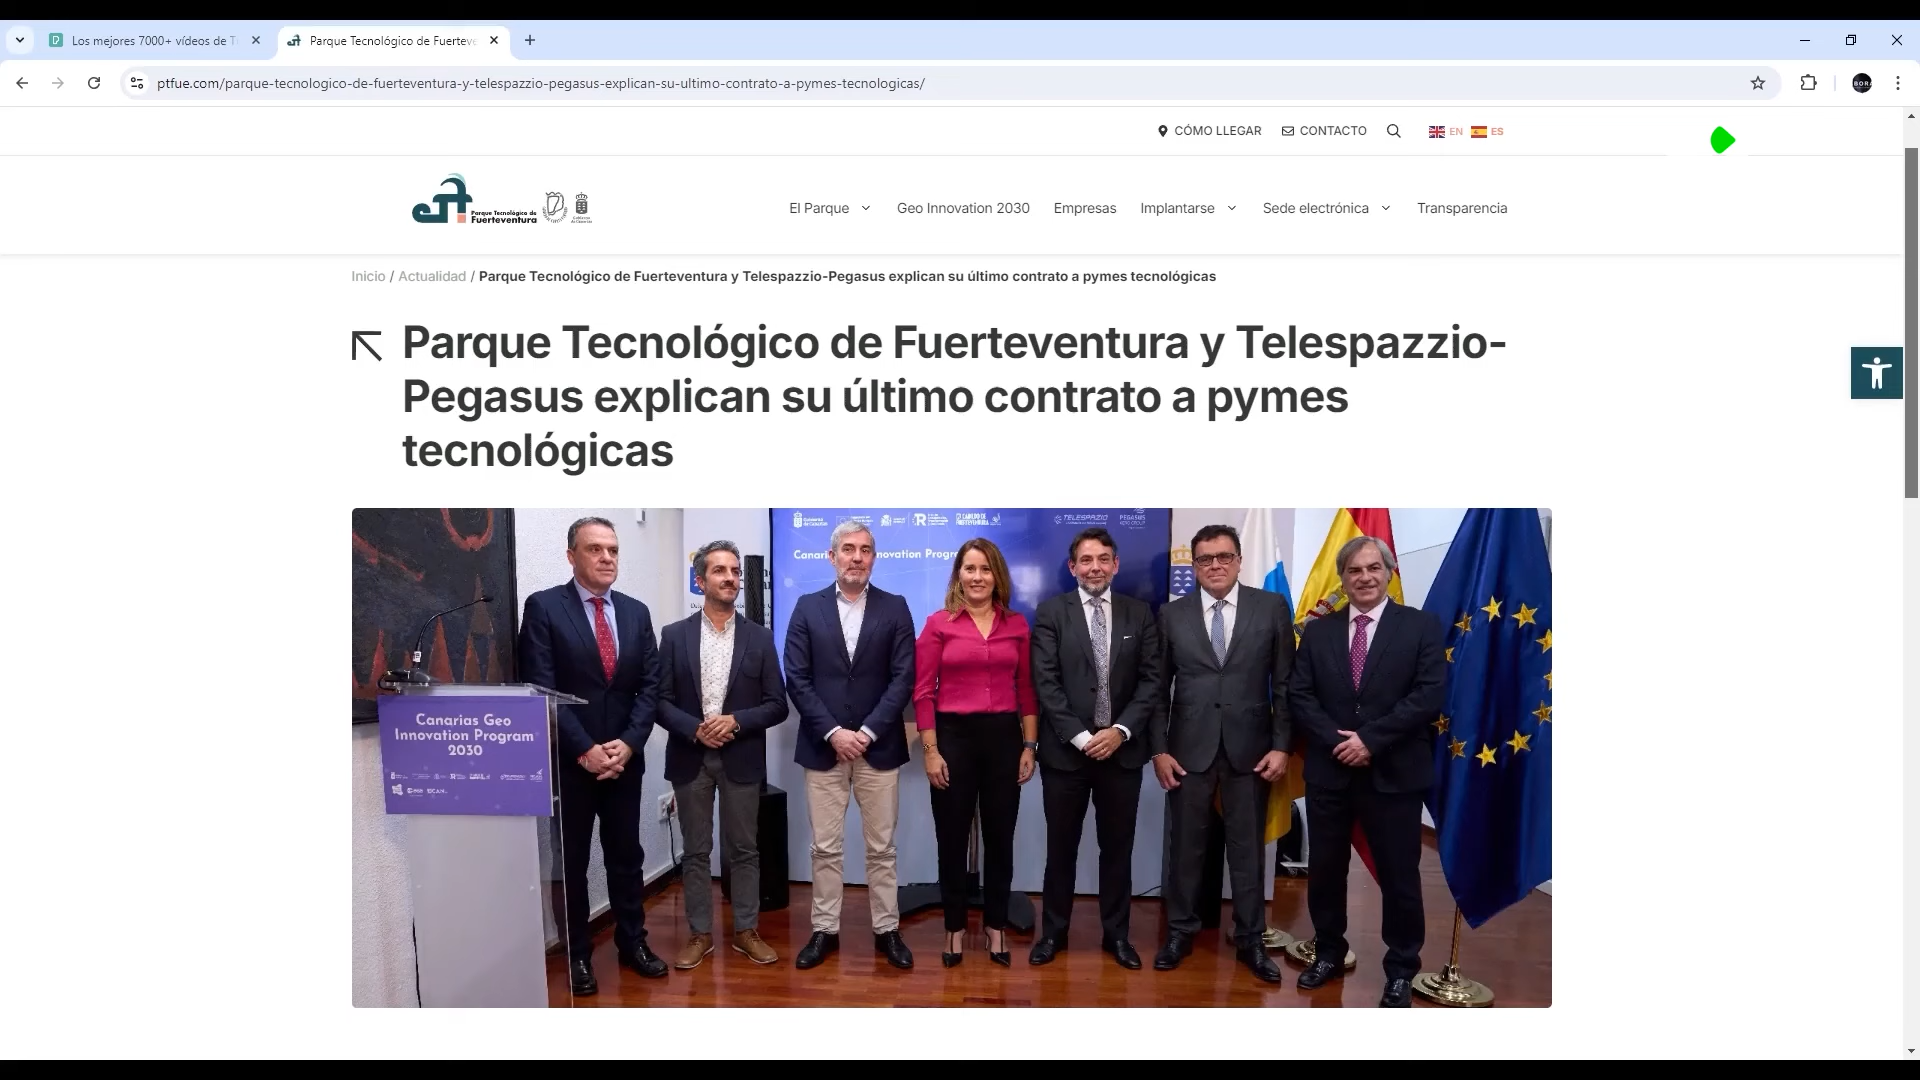 Los mejores 7000+ vídeos de T
Parque Tecnológico de Fuerteve
ptfue.com/parque-tecnologico-de-fuerteventura-y-telespazzio-pegasus-explican-su-ultimo-contrato-a-pymes-tecnologicas/
CÓMO LLEGAR CONTACTO EN ES
Parque Tecnológico de
Fuerteventura
El Parque Geo Innovation 2030 Empresas Implantarse Sede electrónica Transparencia
Inicio / Actualidad / Parque Tecnológico de Fuerteventura y Telespazzio-Pegasus explican su último contrato a pymes tecnológicas
Parque Tecnológico de Fuerteventura y Telespazzio-
Pegasus explican su último contrato a pymes
tecnológicas
TELESPAZIO PEGASUS
Canari nnovation Progr
Canarias Geo
Innovation Program
2030